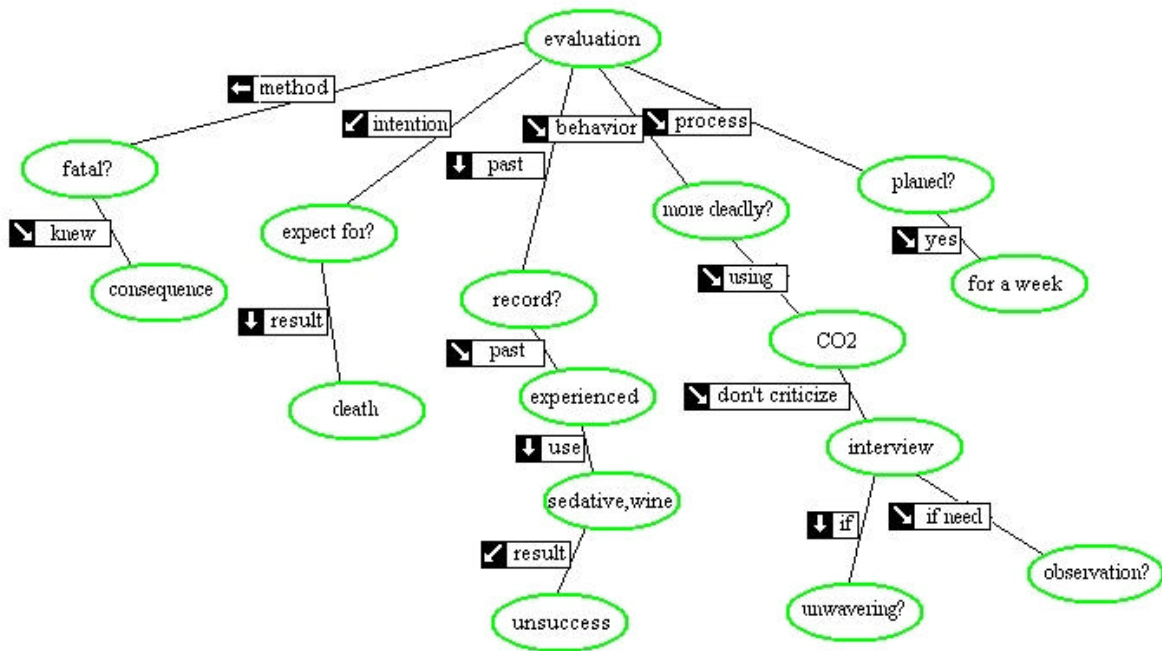 evaluation
method
intention
behavior
process
past
fatal?
planed?
more deadly?
expect for?
knew
yes
using
consequence
record?
for a week
result
CO2
past
death
experienced
don't criticize
use
interview
sedative,wine
if
if need
result
observation?
unsuccess
unwavering?